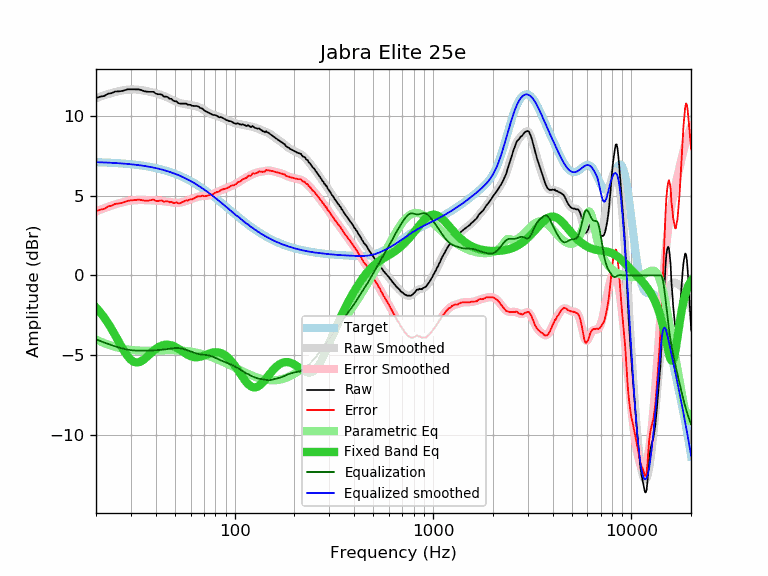 Jabra Elite 25e
Amplitude (dBr)
10
5
0
−5
−10
Target
Raw Smoothed
Error Smoothed
Raw
Error
Parametric Eq
Fixed Band Eq
Equalization
Equalized smoothed
100
1000
10000
Frequency (Hz)